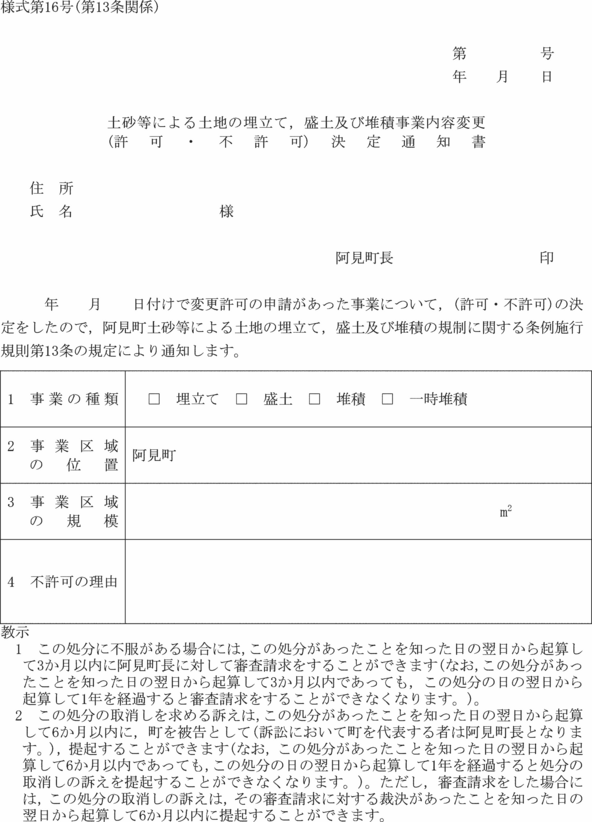 様式第16号(第13条関係)
第　　　　　号
年　　月　　日
土砂等による土地の埋立て，盛土及び堆積事業内容変更
(許可・不許可)決定通知書
住　所
氏　名　　　　　　　　　　様
阿見町長　　　　　　　　　　印
年　　月　　日付けで変更許可の申請があった事業について，(許可・不許可)の決
定をしたので，阿見町土砂等による土地の埋立て，盛土及び堆積の規制に関する条例施行
規則第13条の規定により通知します。
1　事業の種類　□　埋立て　□　盛土　□　堆積　□　一時堆積
2　事業区域
の位置　阿見町
3　事業区域
の規模　m²
4　不許可の理由
教示
1　この処分に不服がある場合には，この処分があったことを知った日の翌日から起算し
て3か月以内に阿見町長に対して審査請求をすることができます(なお，この処分があっ
たことを知った日の翌日から起算して3か月以内であっても，この処分の日の翌日から
起算して1年を経過すると審査請求をすることができなくなります。)。
2　この処分の取消しを求める訴えは，この処分があったことを知った日の翌日から起算
して6か月以内に，町を被告として(訴訟において町を代表する者は阿見町長となりま
す。)，提起することができます(なお，この処分があったことを知った日の翌日から起
算して6か月以内であっても，この処分の日の翌日から起算して1年を経過すると処分の
取消しの訴えを提起することができなくなります。)。ただし，審査請求をした場合に
は，この処分の取消しの訴えは，その審査請求に対する裁決があったことを知った日の
翌日から起算して6か月以内に提起することができます。